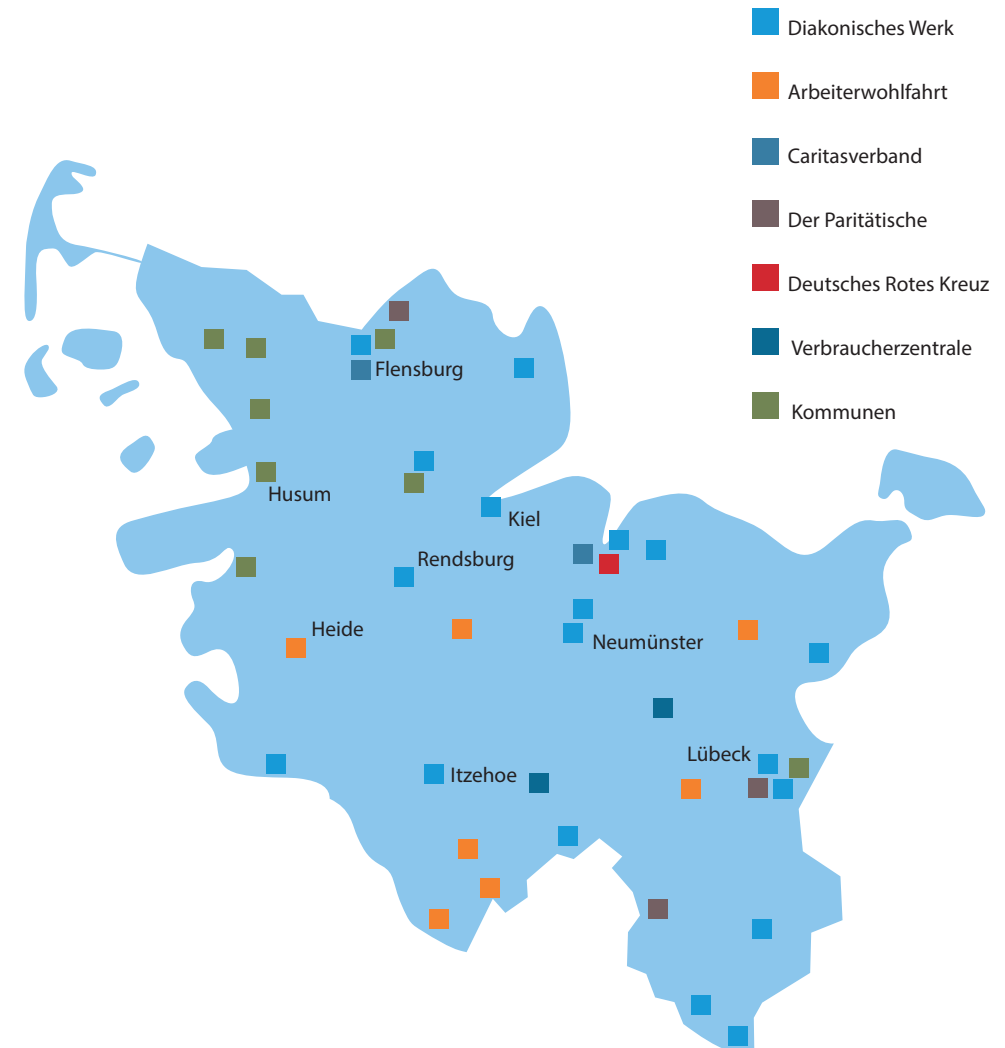 Diakonisches Werk
Arbeiterwohlfahrt
Caritasverband
Der Paritätische
Deutsches Rotes Kreuz
Verbraucherzentrale
Kommunen
Flensburg
Husum
Kiel
Rendsburg
Heide
Neumünster
Lübeck
Itzehoe